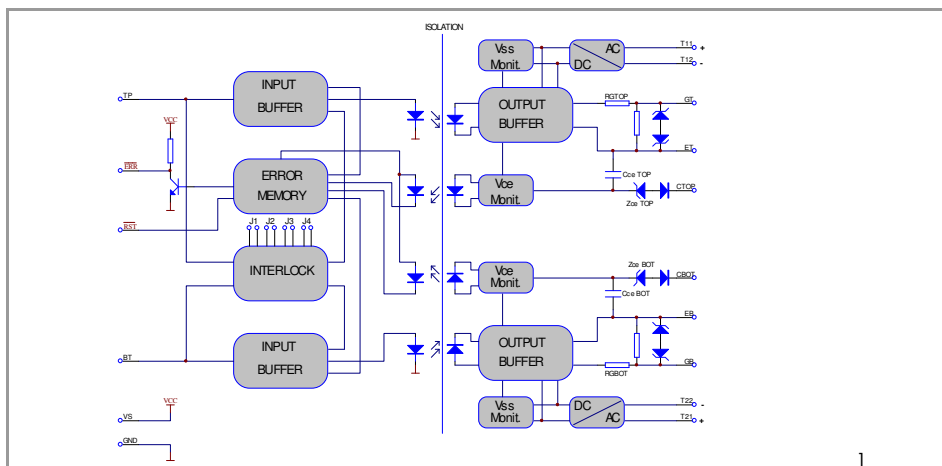 ISOLATION
Vss
Monit.
AC
DC
T11 +
T12 -
INPUT
BUFFER
TP
OUTPUT
BUFFER
RGTOP
GT
ET
VCC
ERR
ERROR
MEMORY
Vce
Monit.
Cce TOP
Zce TOP
CTOP
RST
J1 J2 J3 J4
INTERLOCK
Vce
Monit.
Zce BOT
CBOT
Cce BOT
EB
OUTPUT
BUFFER
INPUT
BUFFER
BT
RGBOT
GB
VCC
VS
Vss
Monit.
DC
AC
T22 -
T21 +
GND
1